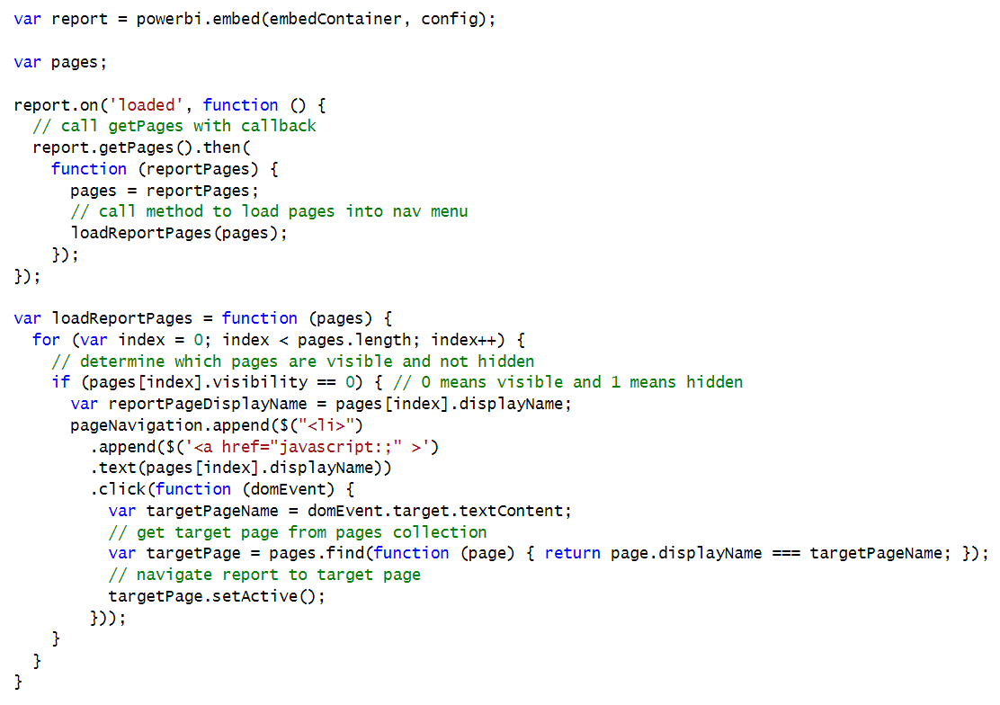 var report = powerbi.embed(embedContainer, config);

var pages;

report.on('loaded', function () {
  // call getPages with callback
  report.getPages().then(
    function (reportPages) {
      pages = reportPages;
      // call method to load pages into nav menu
      loadReportPages(pages);
    });
});

var loadReportPages = function (pages) {
  for (var index = 0; index < pages.length; index++) {
    // determine which pages are visible and not hidden
    if (pages[index].visibility == 0) { // 0 means visible and 1 means hidden
      var reportPageDisplayName = pages[index].displayName;
      pageNavigation.append($("<li>")
        .append($('<a href="javascript:;" >')
        .text(pages[index].displayName))
        .click(function (domEvent) {
          var targetPageName = domEvent.target.textContent;
          // get target page from pages collection
          var targetPage = pages.find(function (page) { return page.displayName === targetPageName; });
          // navigate report to target page
          targetPage.setActive();
        }));
    }
  }
}